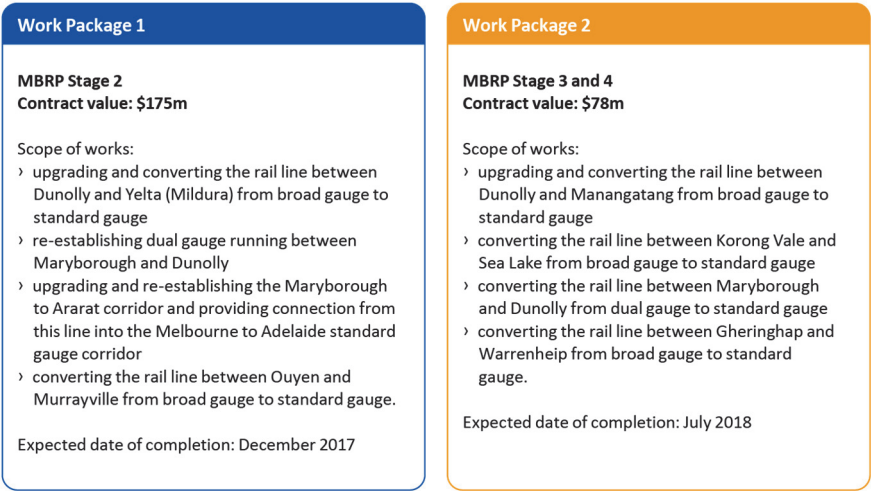 Work Package 1
MBRP Stage 2
Contract value: $175m
Scope of works:
› upgrading and converting the rail line between
Dunolly and Yelta (Mildura) from broad gauge to
standard gauge
› re-establishing dual gauge running between
Maryborough and Dunolly
› upgrading and re-establishing the Maryborough
to Ararat corridor and providing connection from
this line into the Melbourne to Adelaide standard
gauge corridor
› converting the rail line between Ouyen and
Murrayville from broad gauge to standard gauge.
Expected date of completion: December 2017
Work Package 2
MBRP Stage 3 and 4
Contract value: $78m
Scope of works:
› upgrading and converting the rail line between
Dunolly and Manangatang from broad gauge to
standard gauge
› converting the rail line between Korong Vale and
Sea Lake from broad gauge to standard gauge
› converting the rail line between Maryborough
and Dunolly from dual gauge to standard gauge
› converting the rail line between Gheringhap and
Warrenheip from broad gauge to standard
gauge.
Expected date of completion: July 2018